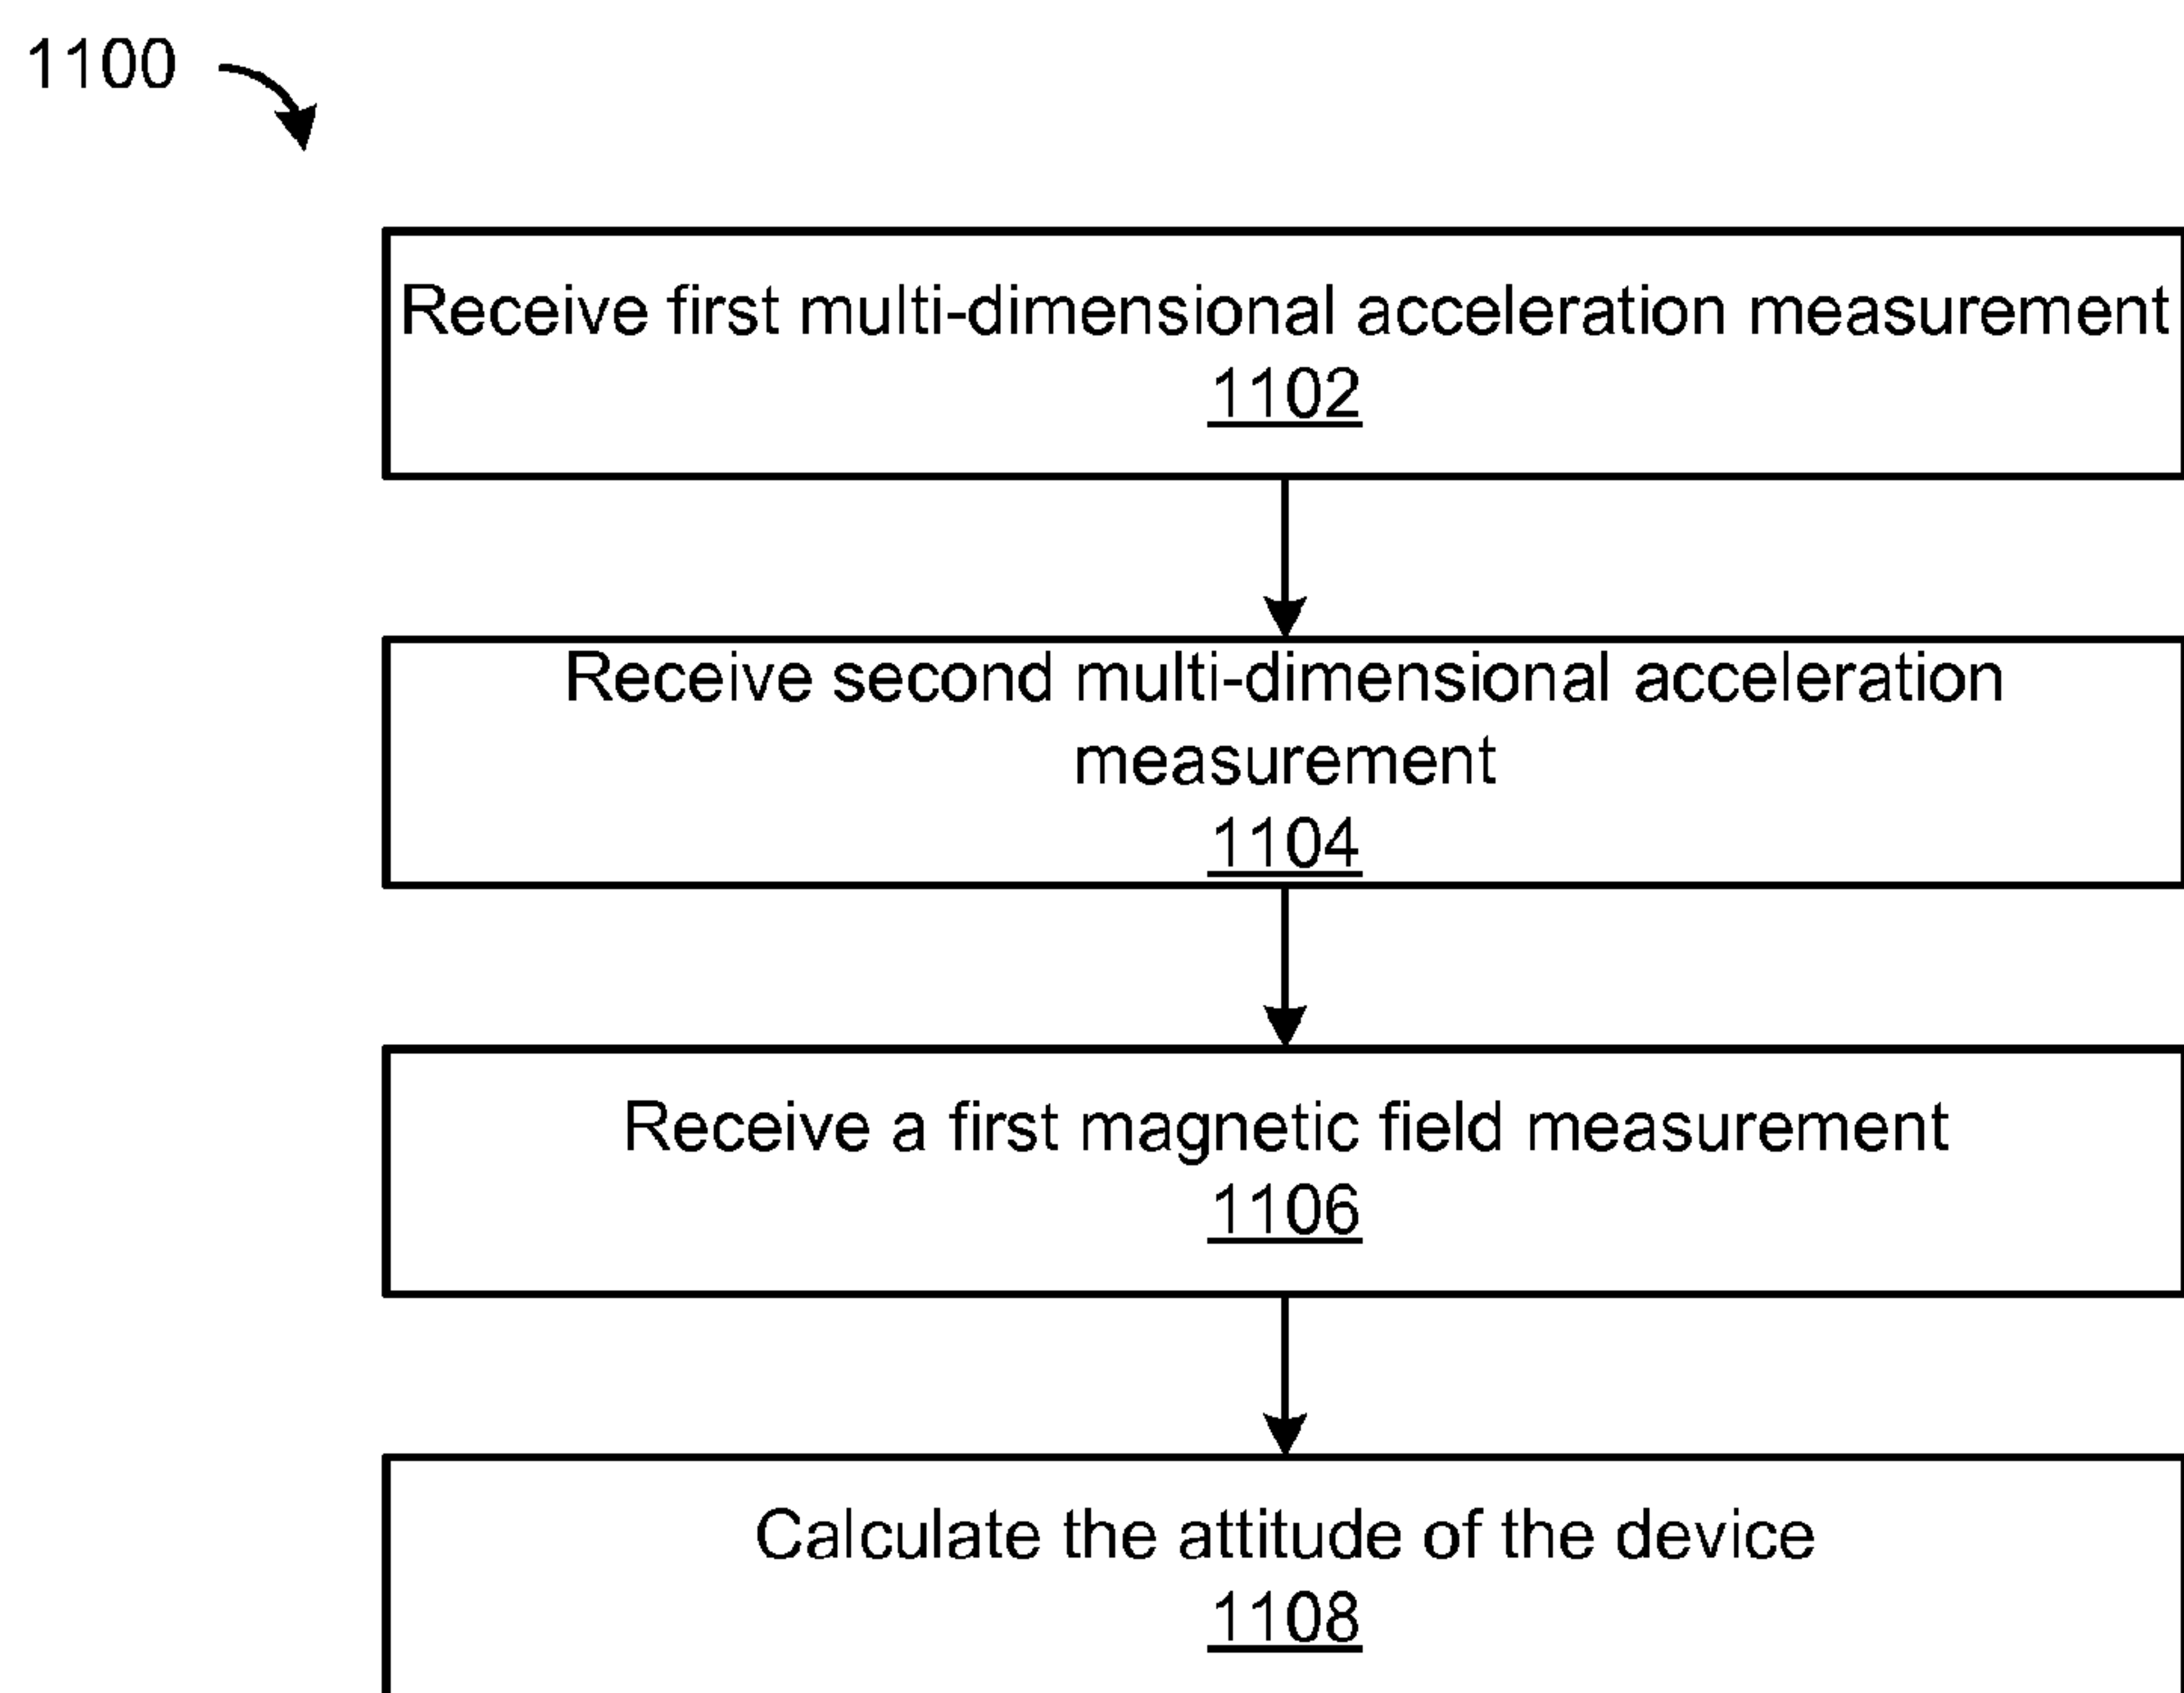 1100
Receive first multi-dimensional acceleration measurement
1102
Receive second multi-dimensional acceleration
measurement
1104
Receive a first magnetic field measurement
1106
Calculate the attitude of the device
1108